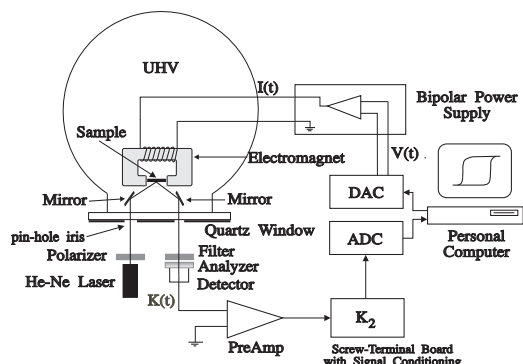 UHV
I(t)
Bipolar Power
Supply
Sample
Electromagnet
V(t)
Mirror
Mirror
DAC
pin-hole iris
Quartz Window
ADC
Personal
Computer
Polarizer
Filter
Analyzer
He-Ne Laser
Detector
K(t)
K2
PreAmp
Screw-Terminal Board
with Signal Conditioning